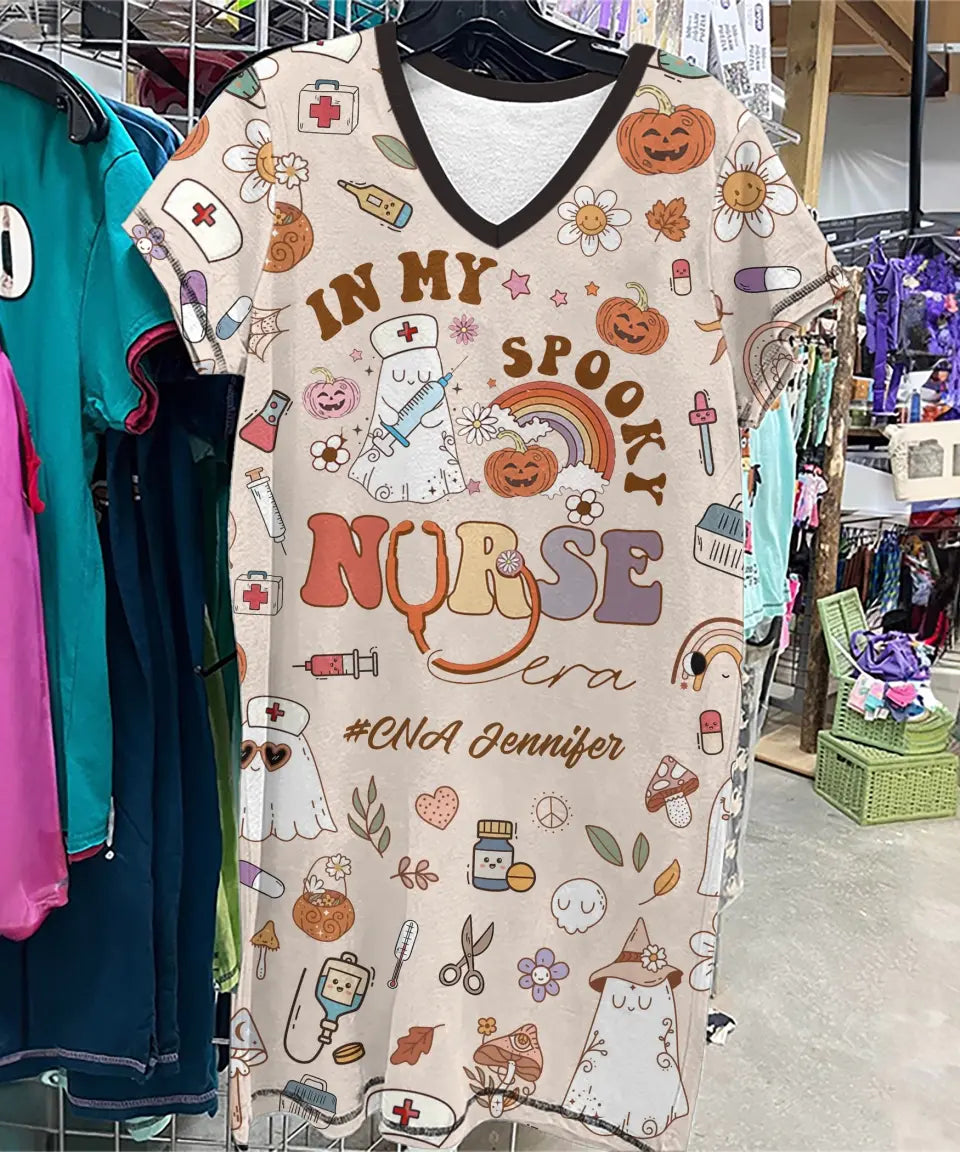 IN MY
SPOOKY
NURSE
era
#CNA Jennifer